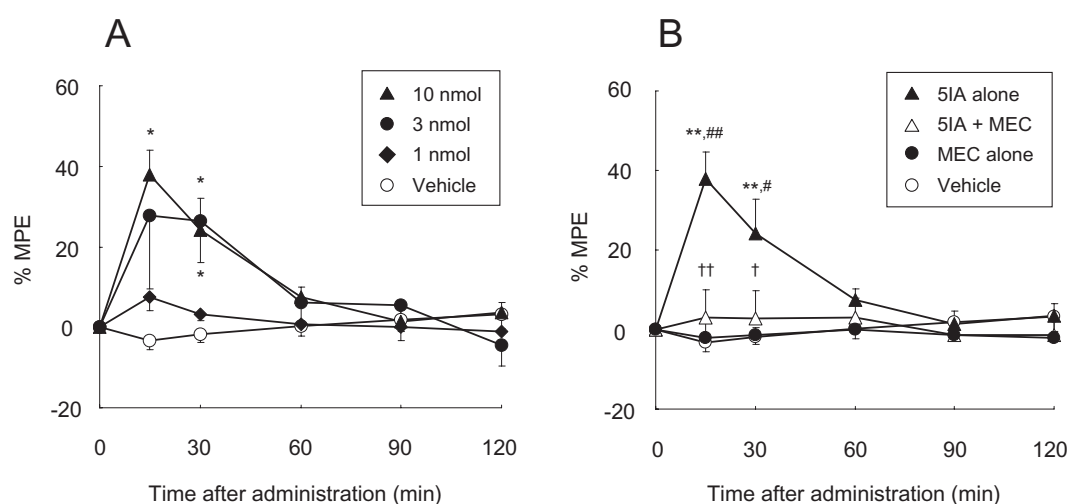 A
60
40
20
0
-20
% MPE
10 nmol
3 nmol
1 nmol
Vehicle
*
*
*
0 30 60 90 120
Time after administration (min)
B
60
40
20
0
-20
% MPE
5IA alone
5IA + MEC
MEC alone
Vehicle
**,##
**,#
†† †
0 30 60 90 120
Time after administration (min)